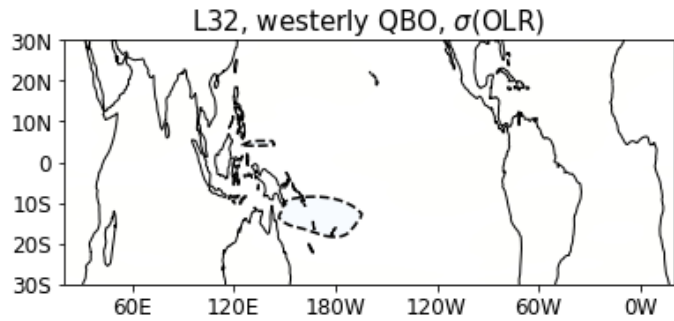 L32, westerly QBO, σ(OLR)
30N
20N
10N
0
10S
20S
30S
60E 120E 180W 120W 60W 0W